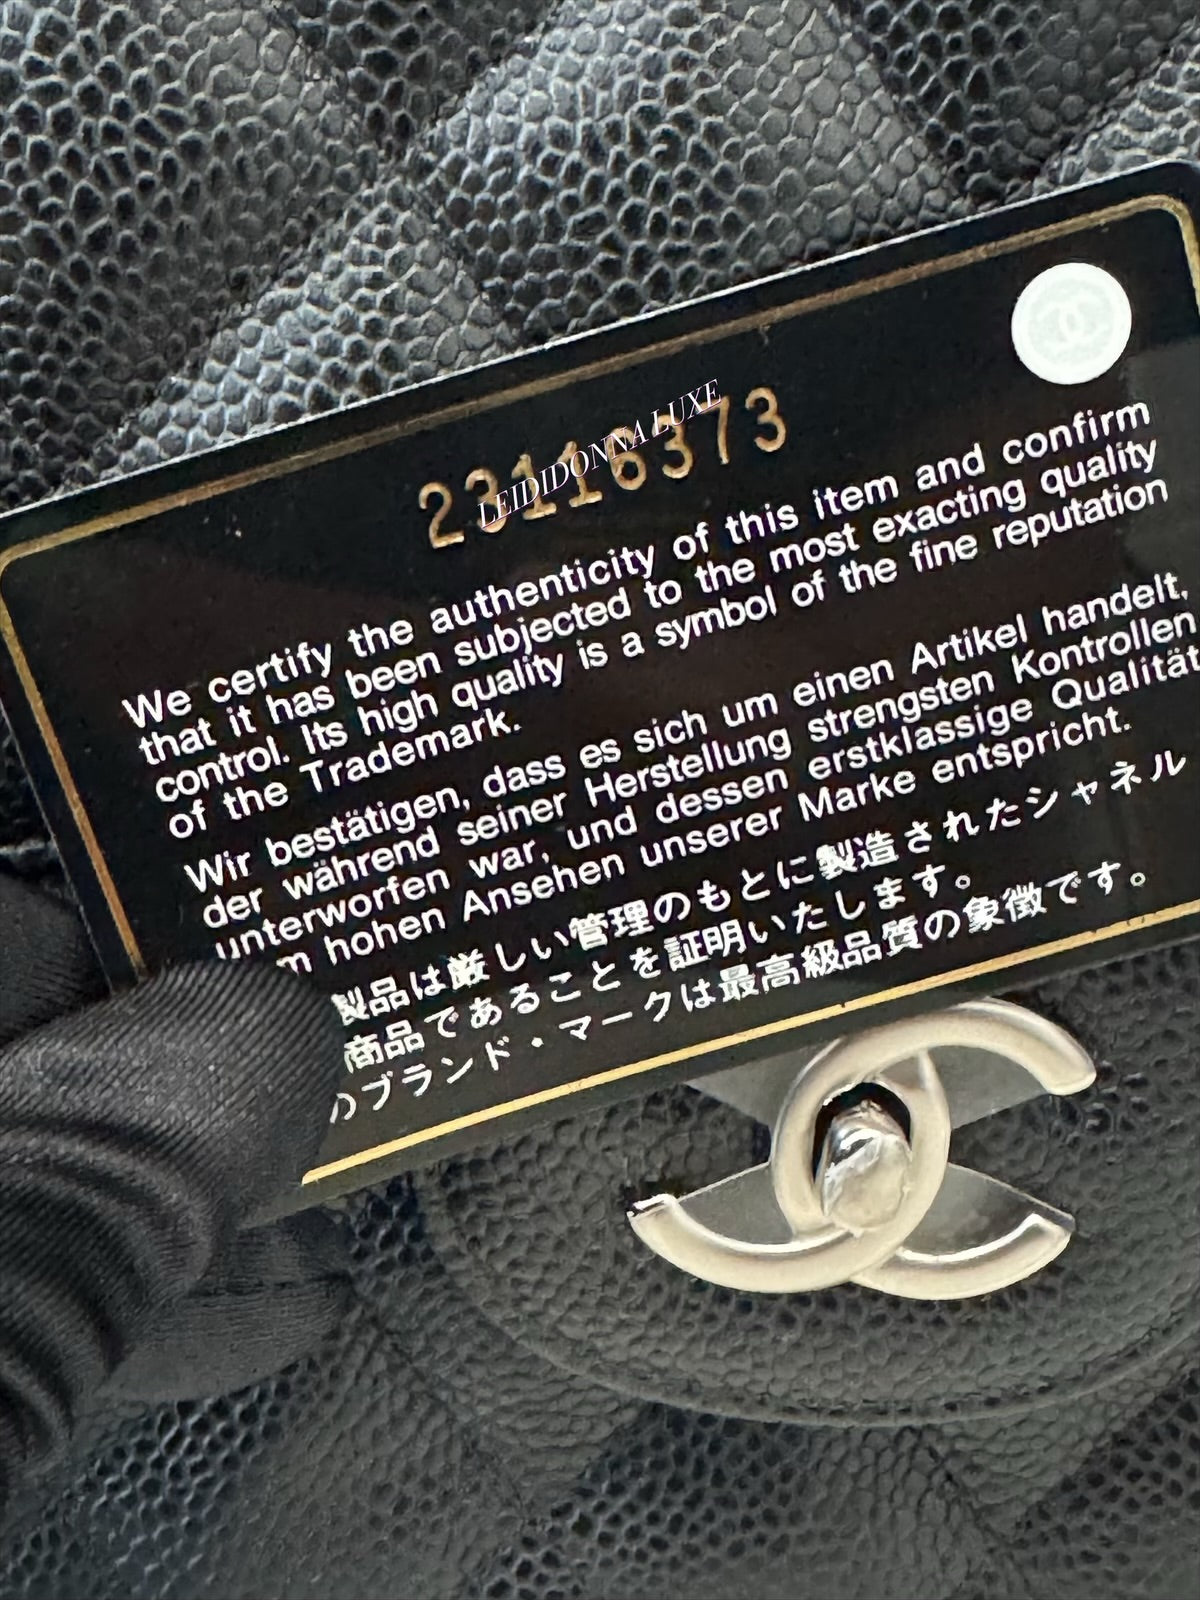 23116373
LEIDIDONNA LUXE
We certify the authenticity of this item and confirm
that it has been subjected to the most exacting quality
control. Its high quality is a symbol of the fine reputation
of the Trademark.
Wir bestätigen, dass es sich um einen Artikel handelt,
der während seiner Herstellung strengsten Kontrollen
unterworfen war, und dessen erstklassige Qualität
m hohen Ansehen unserer Marke entspricht.
製品は厳しい管理のもとに製造されたシャネル
商品であることを証明いたします。
のブランド・マークは最高級品質の象徴です。